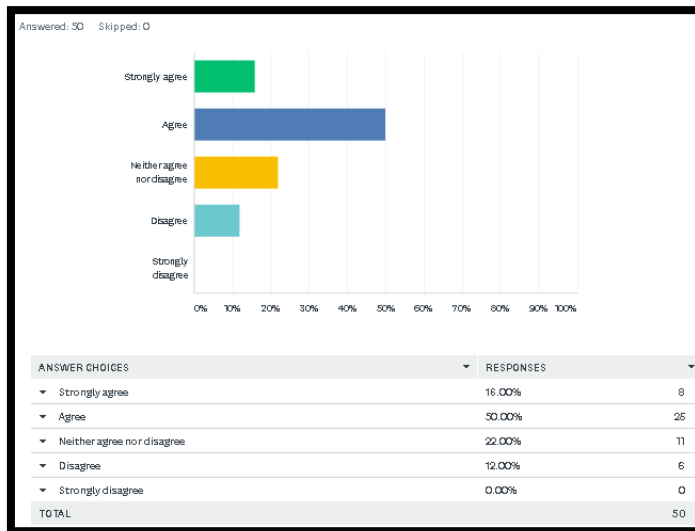 Answered: 50 Skipped: 0
Strongly agree
Agree
Neither agree
nor disagree
Disagree
Strongly
disagree
0% 10% 20% 30% 40% 50% 60% 70% 80% 90% 100%
ANSWER CHOICES RESPONSES
Strongly agree 16.00% 8
Agree 50.00% 25
Neither agree nor disagree 22.00% 11
Disagree 12.00% 6
Strongly disagree 0.00% 0
TOTAL 50